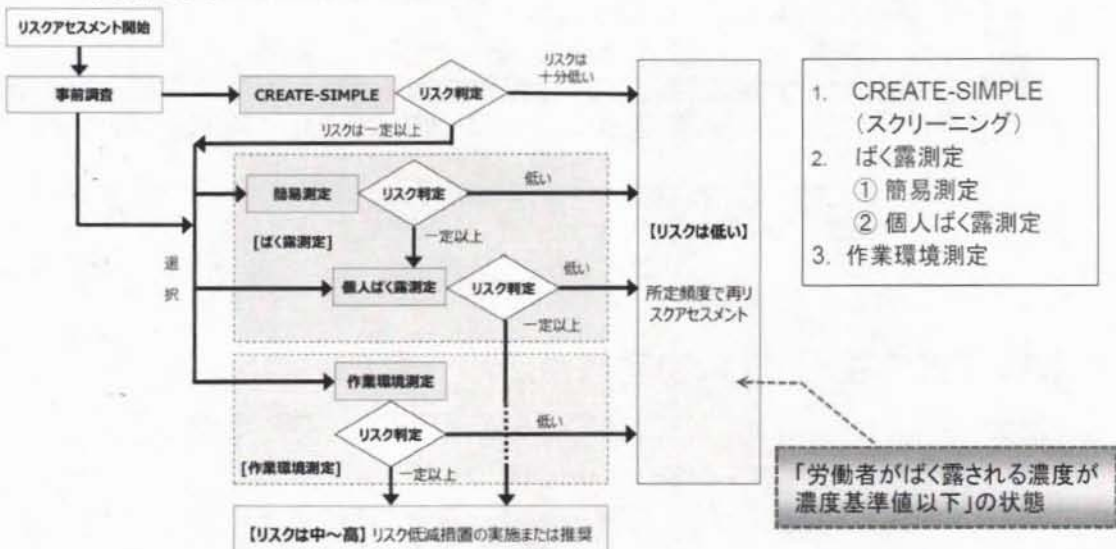 リスクアセスメント開始
事前調査
CREATE-SIMPLE
リスク判定
リスクは
十分低い
リスクは一定以上
簡易測定
リスク判定
低い
[ばく露測定]
一定以上
選
択
個人ばく露測定
リスク判定
低い
一定以上
作業環境測定
リスク判定
低い
[作業環境測定]
一定以上
【リスクは中~高】リスク低減措置の実施または推奨
【リスクは低い】
所定頻度で再リ
スクアセスメント
1. CREATE-SIMPLE
(スクリーニング)
2. ばく露測定
① 簡易測定
② 個人ばく露測定
3. 作業環境測定
「労働者がばく露される濃度が
濃度基準値以下」の状態